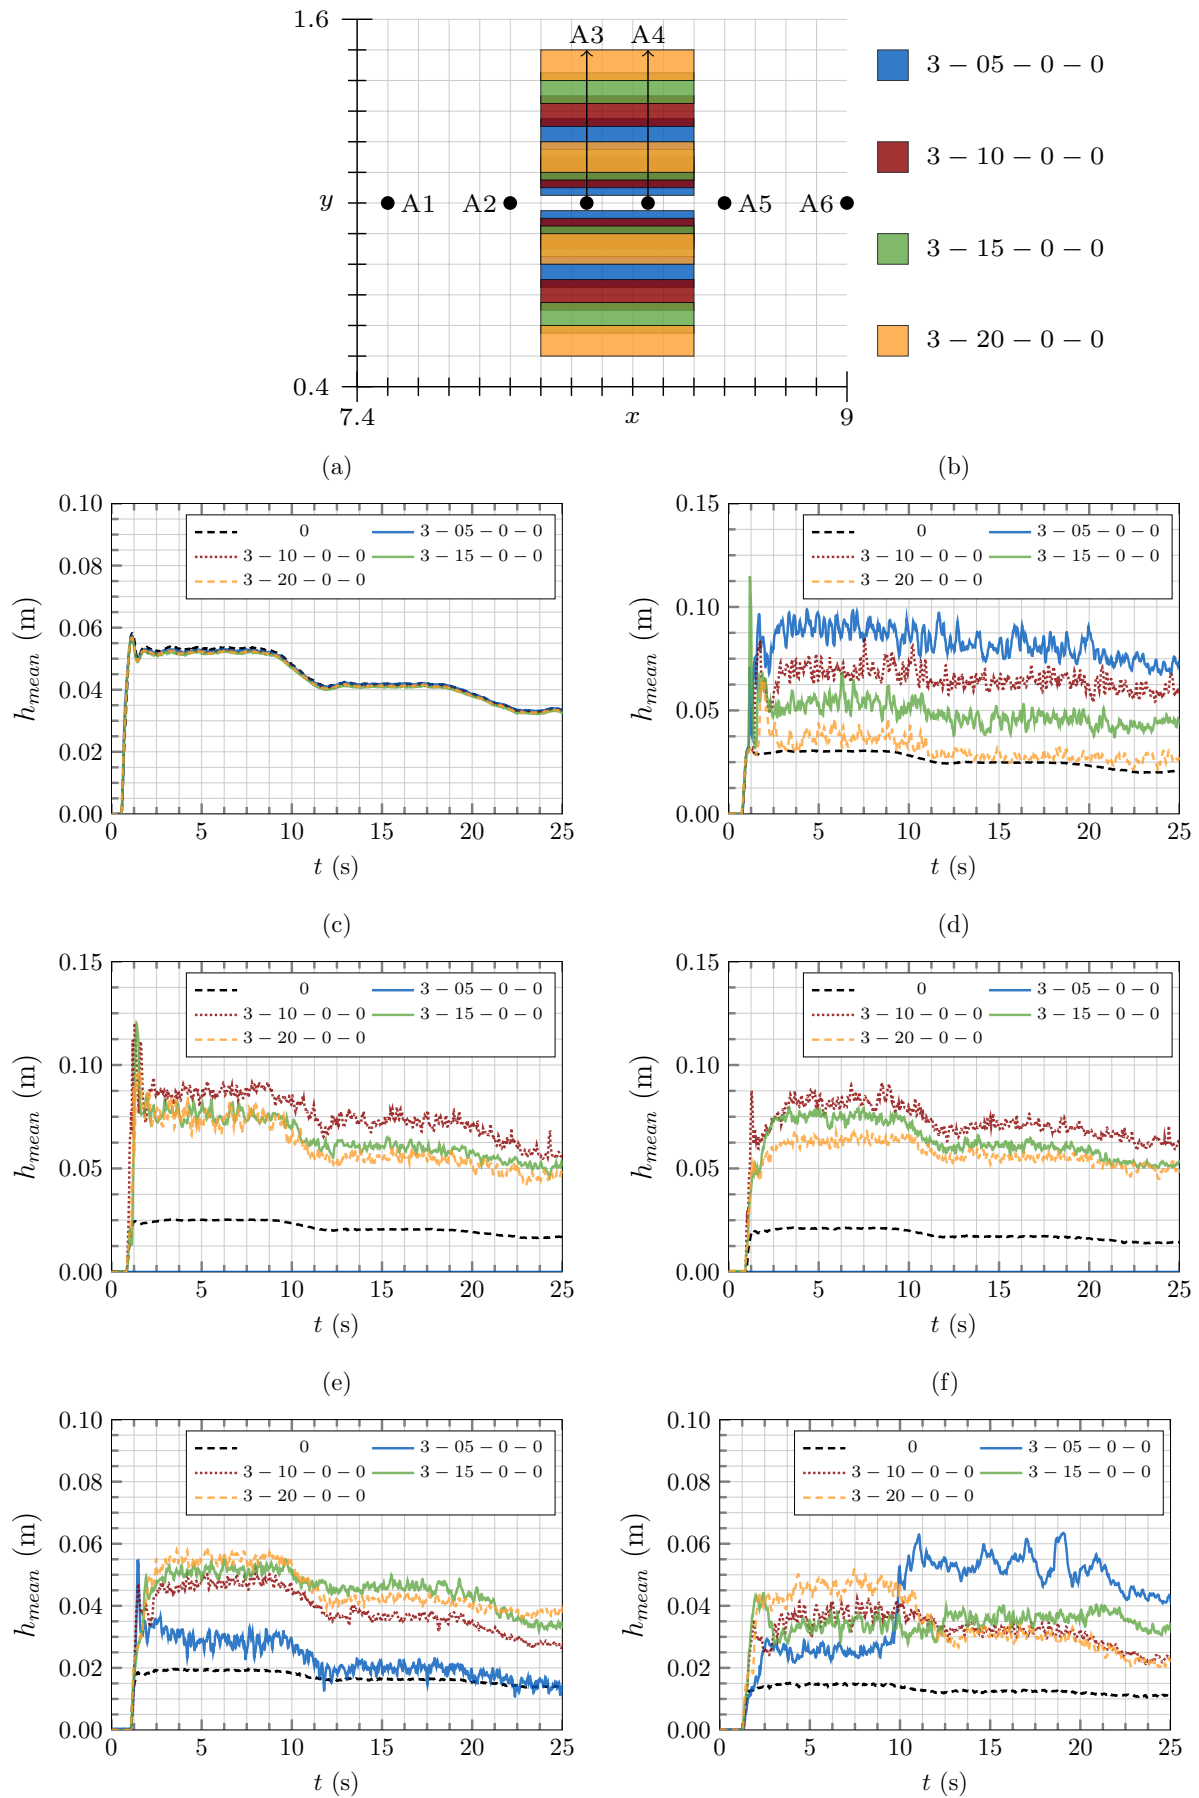 1.6
A3 A4
3 − 05 − 0 − 0
3 − 10 − 0 − 0
y A1 A2 A5 A6
3 − 15 − 0 − 0
3 − 20 − 0 − 0
0.4
7.4 x 9
(a)
0.10
0.08
0.06
0.04
0.02
0.00
h_mean (m)
0 3 − 05 − 0 − 0
3 − 10 − 0 − 0 3 − 15 − 0 − 0
3 − 20 − 0 − 0
0 5 10 15 20 25
t (s)
(b)
0.15
0.10
0.05
0.00
h_mean (m)
0 3 − 05 − 0 − 0
3 − 10 − 0 − 0 3 − 15 − 0 − 0
3 − 20 − 0 − 0
0 5 10 15 20 25
t (s)
(c)
0.15
0.10
0.05
0.00
h_mean (m)
0 3 − 05 − 0 − 0
3 − 10 − 0 − 0 3 − 15 − 0 − 0
3 − 20 − 0 − 0
0 5 10 15 20 25
t (s)
(d)
0.15
0.10
0.05
0.00
h_mean (m)
0 3 − 05 − 0 − 0
3 − 10 − 0 − 0 3 − 15 − 0 − 0
3 − 20 − 0 − 0
0 5 10 15 20 25
t (s)
(e)
0.10
0.08
0.06
0.04
0.02
0.00
h_mean (m)
0 3 − 05 − 0 − 0
3 − 10 − 0 − 0 3 − 15 − 0 − 0
3 − 20 − 0 − 0
0 5 10 15 20 25
t (s)
(f)
0.10
0.08
0.06
0.04
0.02
0.00
h_mean (m)
0 3 − 05 − 0 − 0
3 − 10 − 0 − 0 3 − 15 − 0 − 0
3 − 20 − 0 − 0
0 5 10 15 20 25
t (s)